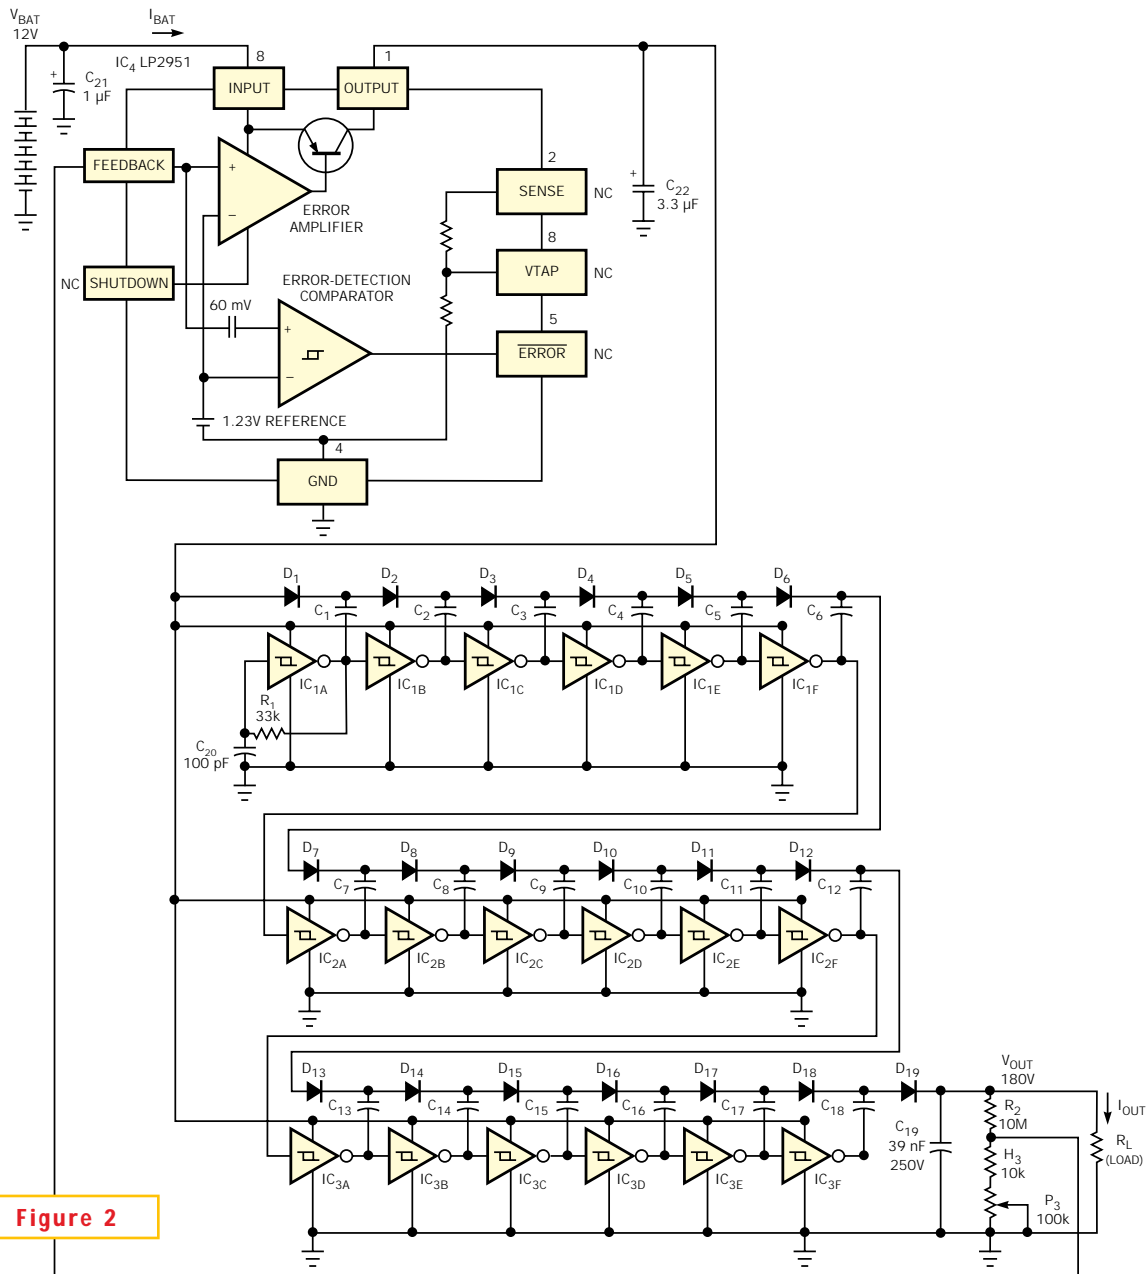 V_BAT
12V
I_BAT
IC4 LP2951
8
1
+
C21
1 µF
INPUT
OUTPUT
FEEDBACK
+
−
2
SENSE
NC
+
C22
3.3 µF
ERROR
AMPLIFIER
8
VTAP
NC
NC
SHUTDOWN
ERROR-DETECTION
COMPARATOR
60 mV
+
−
5
ERROR
NC
1.23V REFERENCE
4
GND
D1
D2
D3
D4
D5
D6
C1
C2
C3
C4
C5
C6
IC1A
IC1B
IC1C
IC1D
IC1E
IC1F
R1
33k
C20
100 pF
D7
D8
D9
D10
D11
D12
C7
C8
C9
C10
C11
C12
IC2A
IC2B
IC2C
IC2D
IC2E
IC2F
D13
D14
D15
D16
D17
D18
D19
V_OUT
180V
C13
C14
C15
C16
C17
C18
C19
39 nF
250V
R2
10M
I_OUT
H3
10k
RL
(LOAD)
IC3A
IC3B
IC3C
IC3D
IC3E
IC3F
P3
100k
Figure 2